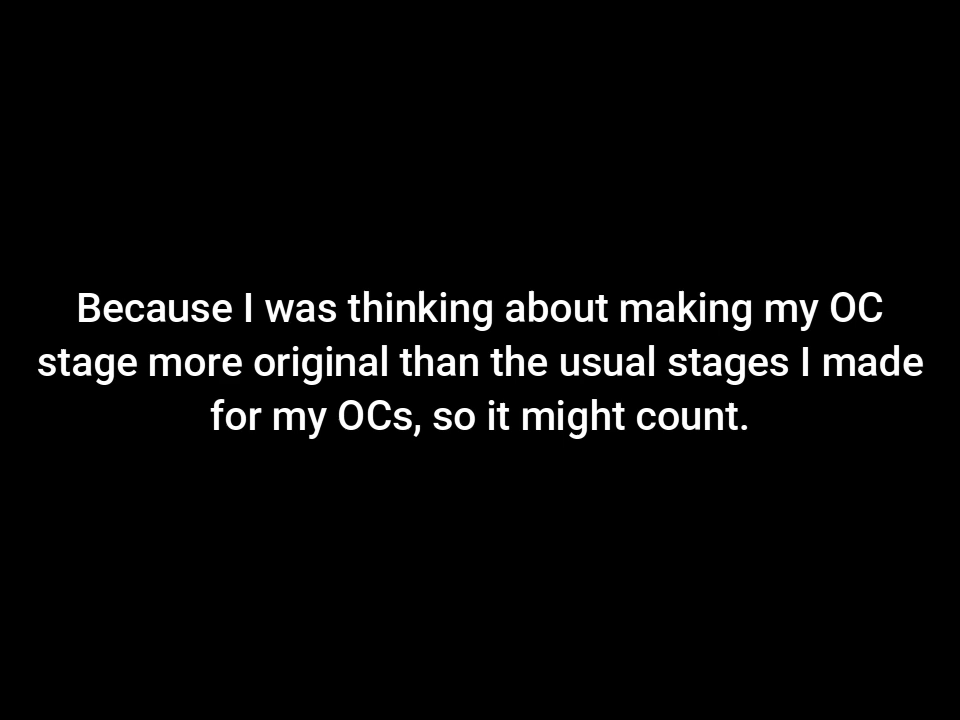 Because I was thinking about making my OC
stage more original than the usual stages I made
for my OCs, so it might count.